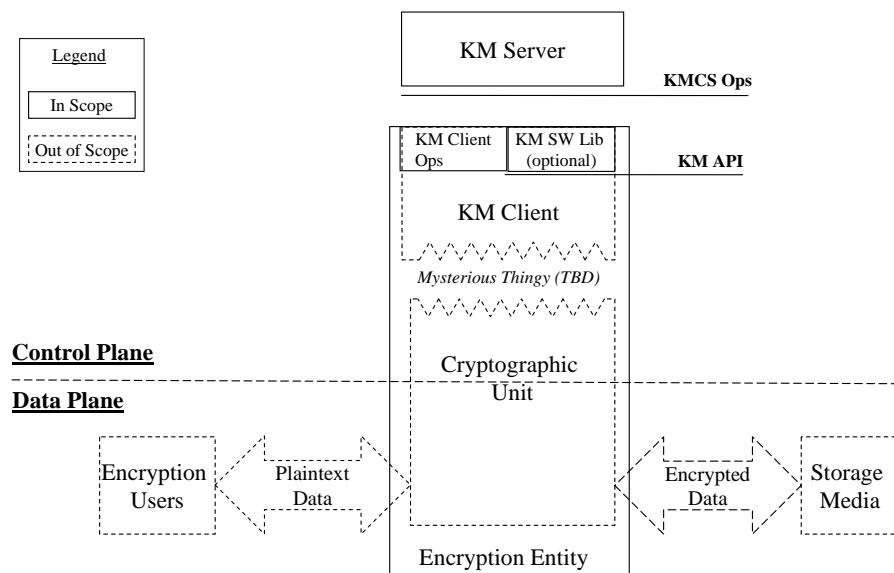 Legend
In Scope
Out of Scope
KM Server
KMCS Ops
KM Client
Ops
KM SW Lib
(optional)
KM API
KM Client
Mysterious Thingy (TBD)
Control Plane
Cryptographic
Unit
Data Plane
Encryption
Users
Plaintext
Data
Encrypted
Data
Storage
Media
Encryption Entity